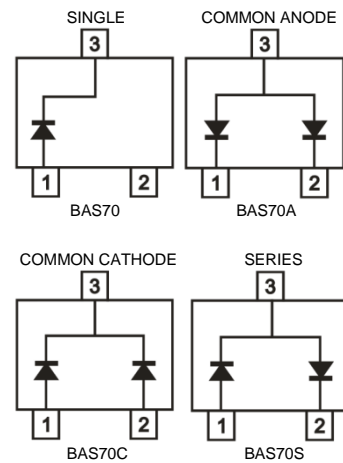 SINGLE
3
1 2
BAS70
COMMON ANODE
3
1 2
BAS70A
COMMON CATHODE
3
1 2
BAS70C
SERIES
3
1 2
BAS70S